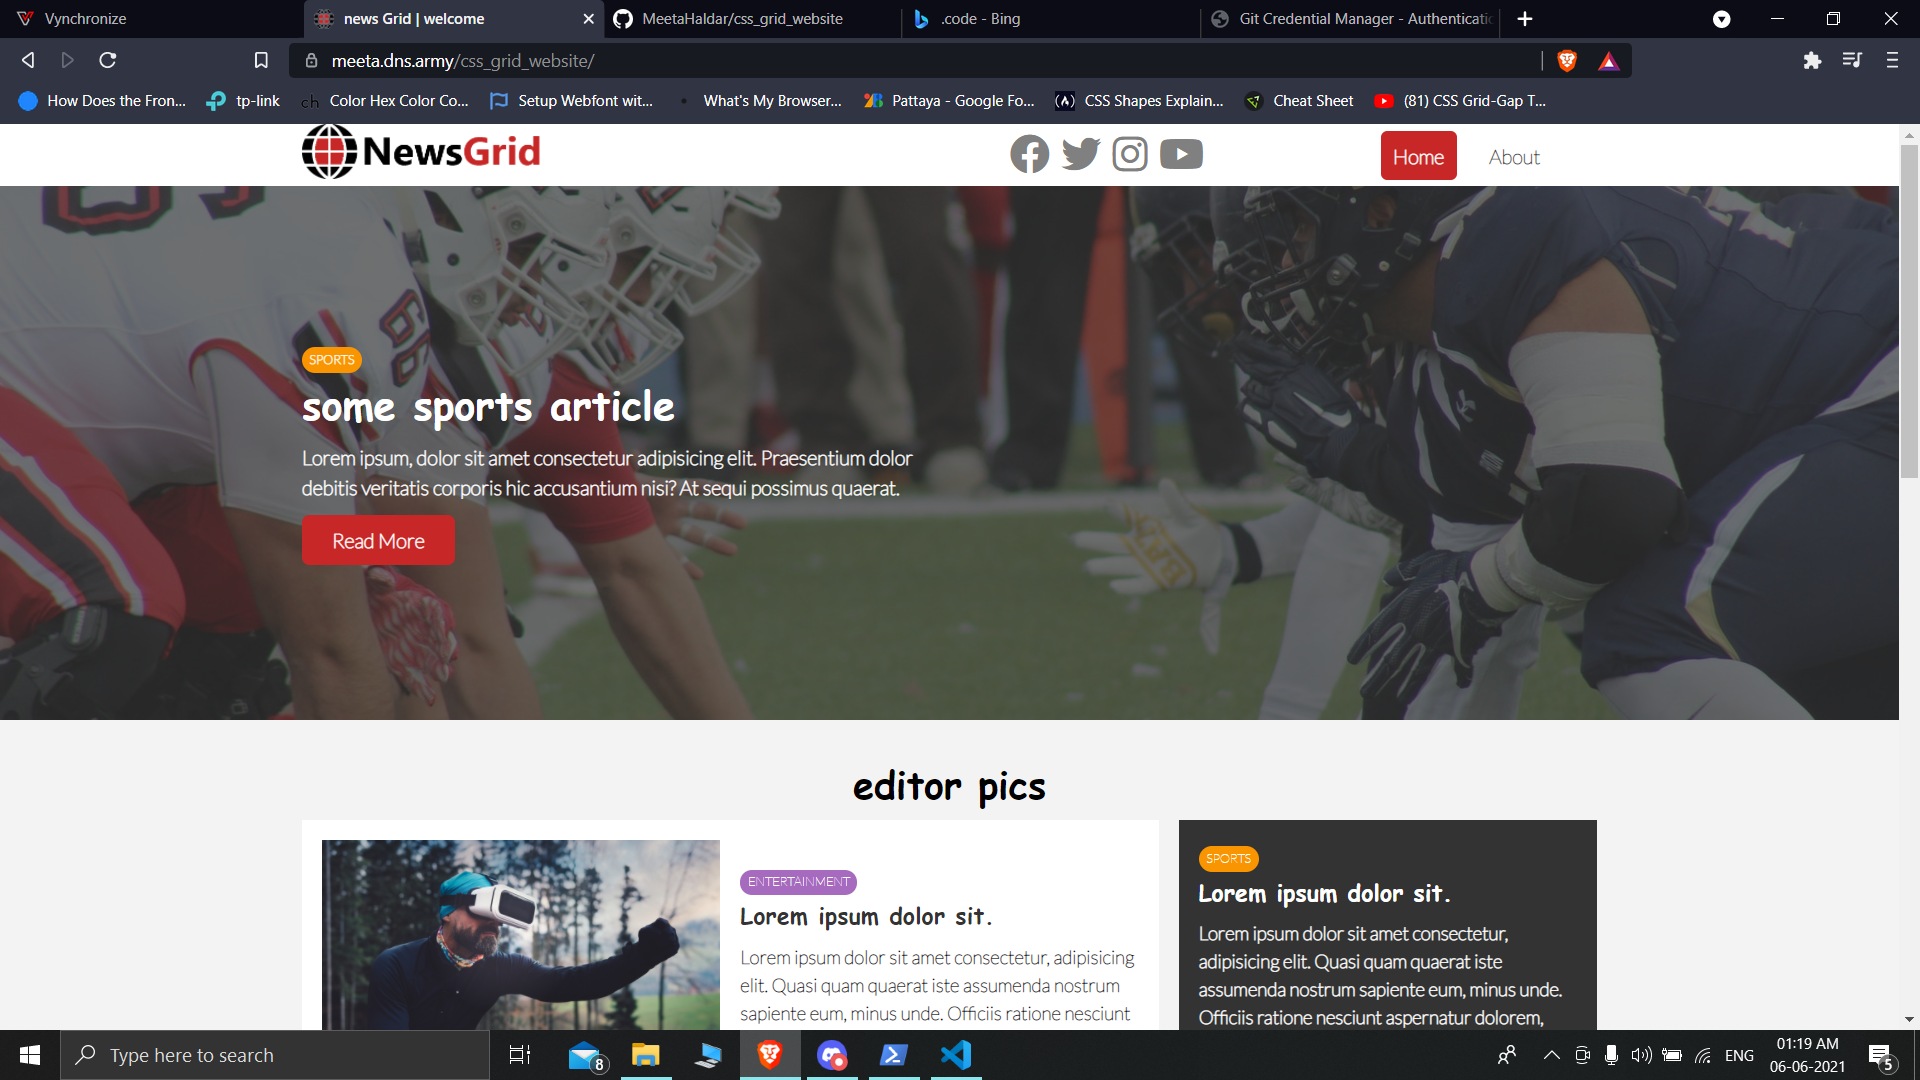 Vynchronize
news Grid | welcome
MeetaHaldar/css_grid_website
.code - Bing
Git Credential Manager - Authenticatic
meeta.dns.army/css_grid_website/
How Does the Fron...
tp-link
ch
Color Hex Color Co...
Setup Webfont wit...
What's My Browser...
Pattaya - Google Fo...
CSS Shapes Explain...
Cheat Sheet
(81) CSS Grid-Gap T...
NewsGrid
Home
About
66
SPORTS
some sports article
Lorem ipsum, dolor sit amet consectetur adipisicing elit. Praesentium dolor
debitis veritatis corporis hic accusantium nisi? At sequi possimus quaerat.
Read More
editor pics
ENTERTAINMENT
Lorem ipsum dolor sit.
Lorem ipsum dolor sit amet consectetur, adipisicing
elit. Quasi quam quaerat iste assumenda nostrum
sapiente eum, minus unde. Officiis ratione nesciunt
SPORTS
Lorem ipsum dolor sit.
Lorem ipsum dolor sit amet consectetur,
adipisicing elit. Quasi quam quaerat iste
assumenda nostrum sapiente eum, minus unde.
Officiis ratione nesciunt aspernatur dolorem,
Type here to search
8
ENG
01:19 AM
06-06-2021
5